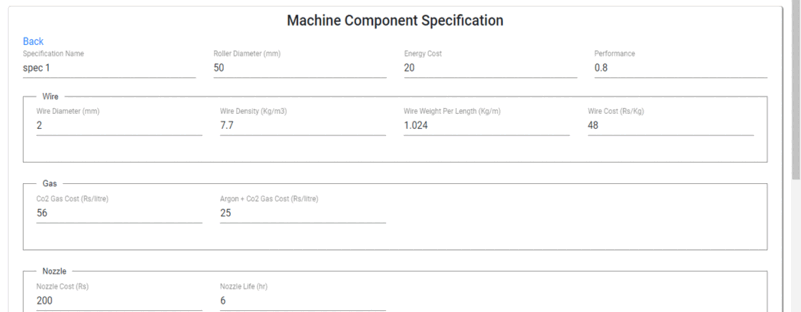 Machine Component Specification
Back
Specification Name Roller Diameter (mm) Energy Cost Performance
spec 1 50 20 0.8
Wire
Wire Diameter (mm) Wire Density (Kg/m3) Wire Weight Per Length (Kg/m) Wire Cost (Rs/Kg)
2 7.7 1.024 48
Gas
Co2 Gas Cost (Rs/litre) Argon + Co2 Gas Cost (Rs/litre)
56 25
Nozzle
Nozzle Cost (Rs) Nozzle Life (hr)
200 6